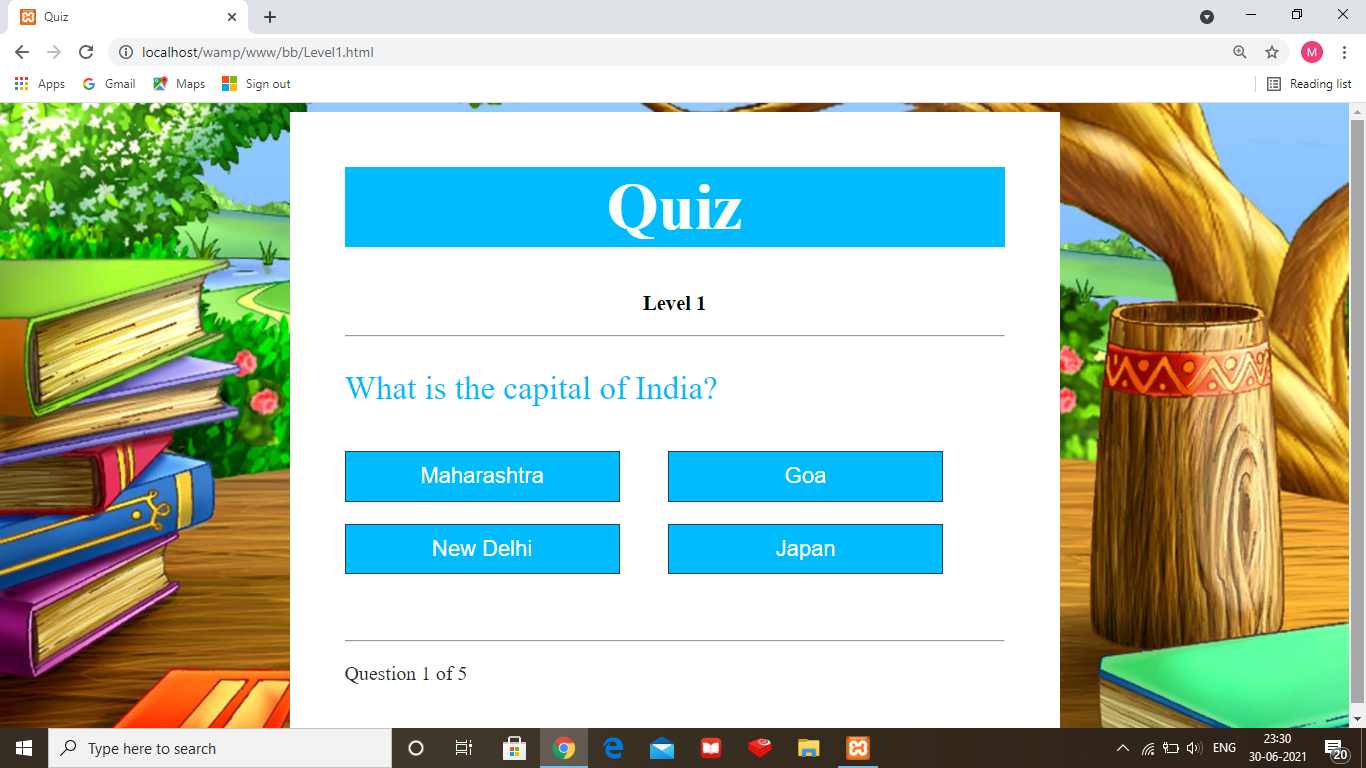 Quiz
localhost/wamp/www/bb/Level1.html
M
Apps Gmail Maps Sign out Reading list
Quiz
Level 1
What is the capital of India?
Maharashtra Goa
New Delhi Japan
Question 1 of 5
Type here to search
ENG
23:30
30-06-2021
20